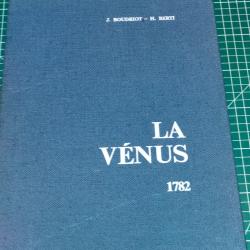 J. BOUDRIOT - H. BERTI
LA
VÉNUS
1782